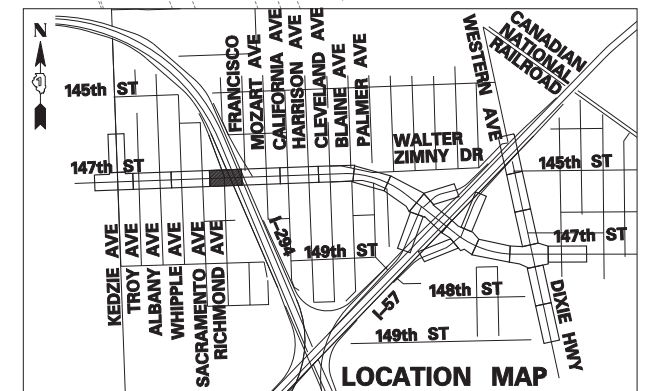 N
CANADIAN
NATIONAL
RAILROAD
WESTERN AVE
FRANCISCO
MOZART AVE
CALIFORNIA AVE
HARRISON AVE
CLEVELAND AVE
BLAINE AVE
PALMER AVE
145th ST
WALTER
ZIMNY DR
147th ST
145th ST
KEDZIE AVE
TROY AVE
ALBANY AVE
WHIPPLE AVE
SACRAMENTO AVE
RICHMOND AVE
I-294
149th ST
147th ST
I-57
148th ST
DIXIE HWY
149th ST
LOCATION MAP